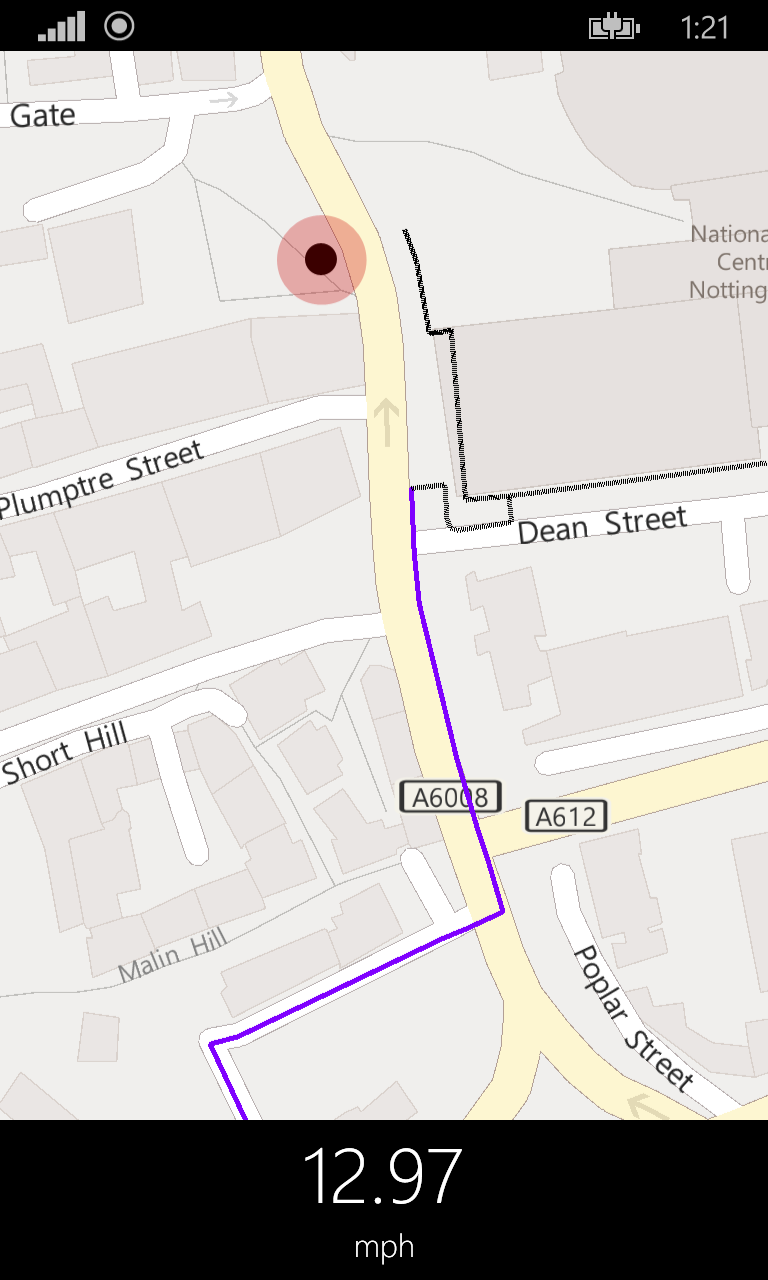 1:21
Gate
Nationa
Centr
Notting
Plumptre Street
Dean Street
Short Hill
A6008
A612
Malin Hill
Poplar Street
12.97
mph